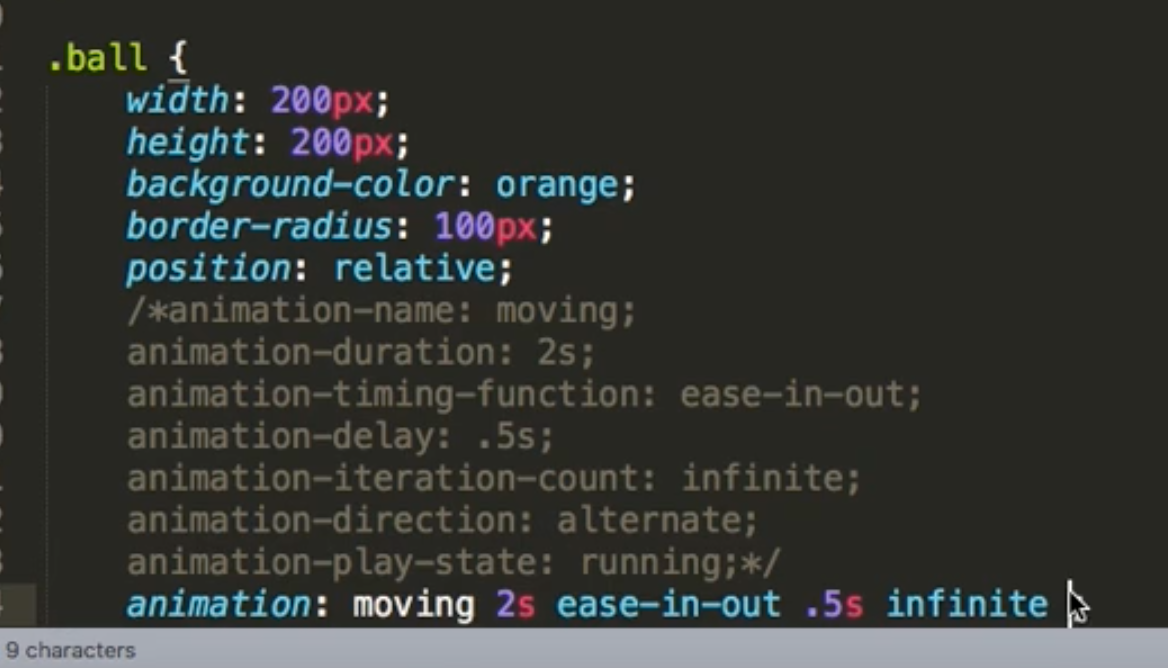 .ball {
width: 200px;
height: 200px;
background-color: orange;
border-radius: 100px;
position: relative;
/*animation-name: moving;
animation-duration: 2s;
animation-timing-function: ease-in-out;
animation-delay: .5s;
animation-iteration-count: infinite;
animation-direction: alternate;
animation-play-state: running;*/
animation: moving 2s ease-in-out .5s infinite
9 characters